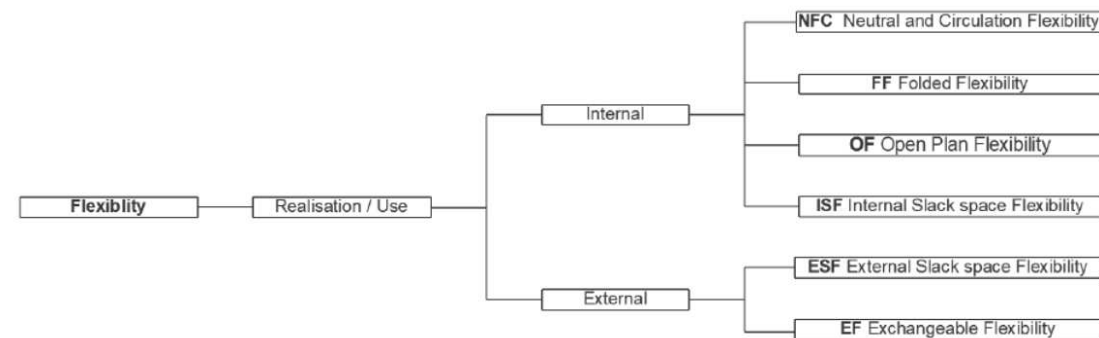 NFC Neutral and Circulation Flexibility
FF Folded Flexibility
Internal
OF Open Plan Flexibility
Flexiblity
Realisation / Use
ISF Internal Slack space Flexibility
ESF External Slack space Flexibility
External
EF Exchangeable Flexibility